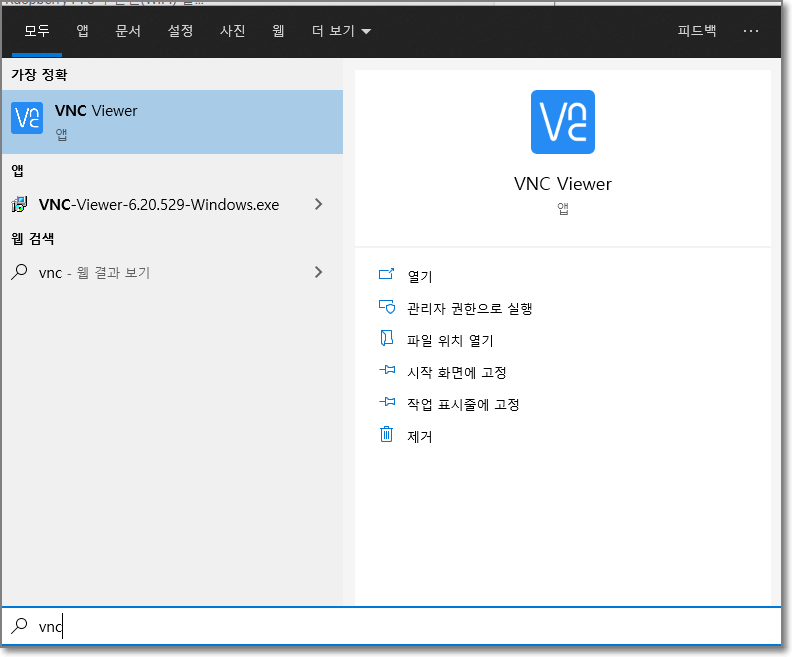 모두 앱 문서 설정 사진 웹 더 보기 피드백 ...
가장 정확
VNC Viewer
앱
앱
VNC-Viewer-6.20.529-Windows.exe
웹 검색
vnc - 웹 결과 보기
VNC
VNC Viewer
앱
열기
관리자 권한으로 실행
파일 위치 열기
시작 화면에 고정
작업 표시줄에 고정
제거
vnc